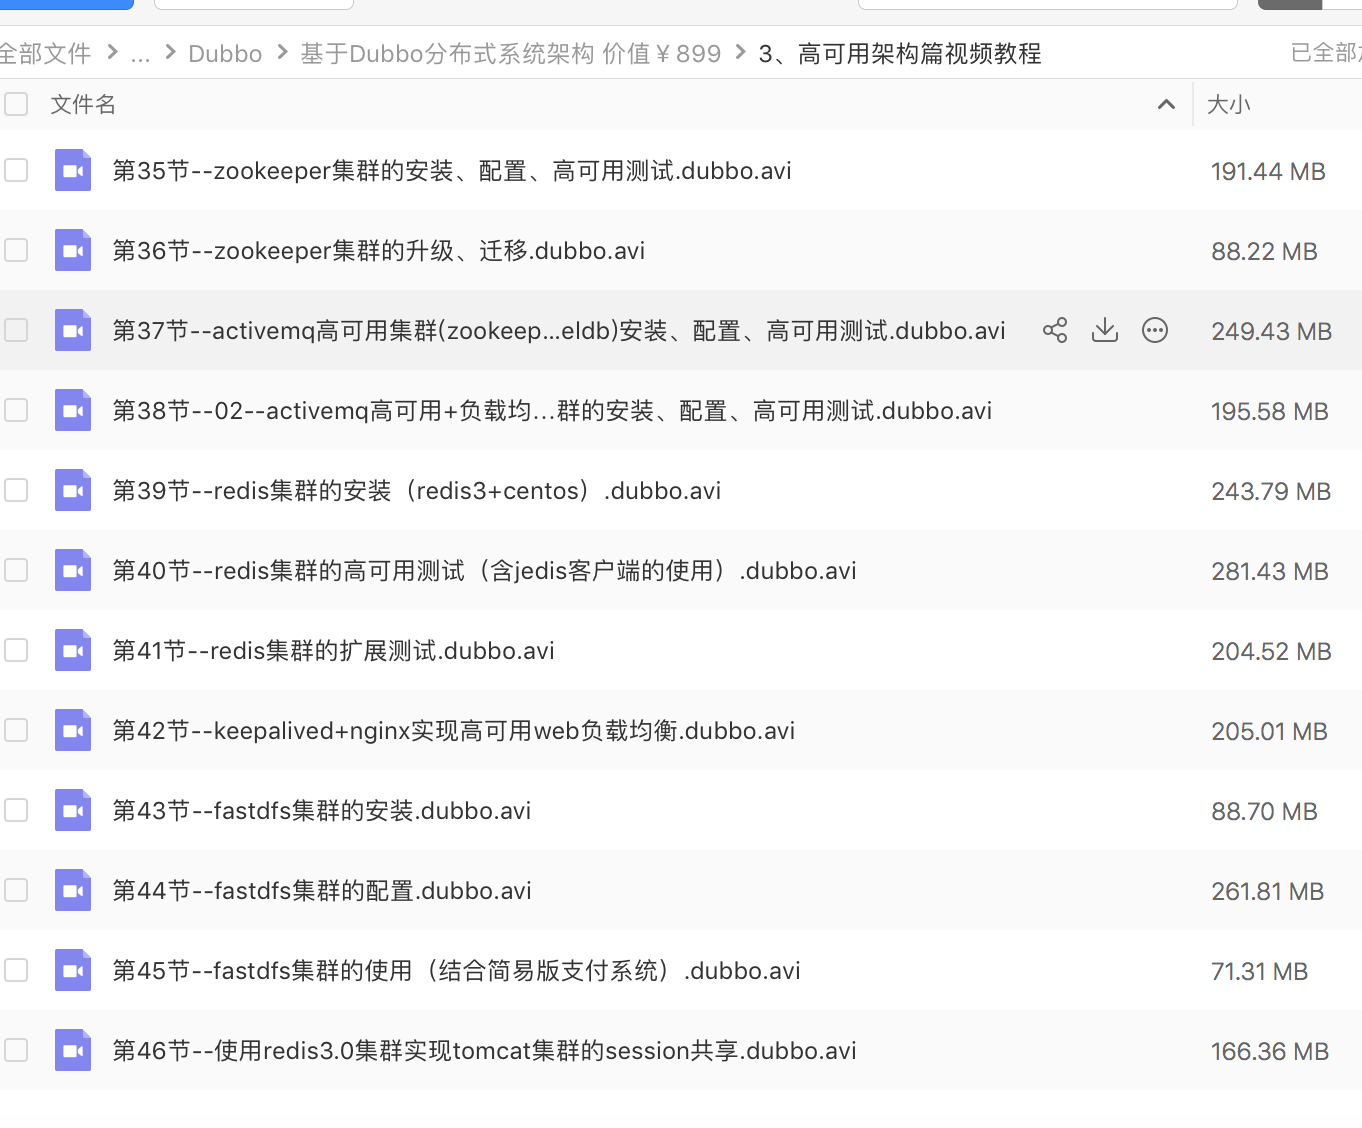 全部文件 > ... > Dubbo > 基于Dubbo分布式系统架构 价值￥899 > 3、高可用架构篇视频教程 已全部
文件名 大小
第35节--zookeeper集群的安装、配置、高可用测试.dubbo.avi 191.44 MB
第36节--zookeeper集群的升级、迁移.dubbo.avi 88.22 MB
第37节--activemq高可用集群(zookeep...eldb)安装、配置、高可用测试.dubbo.avi 249.43 MB
第38节--02--activemq高可用+负载均...群的安装、配置、高可用测试.dubbo.avi 195.58 MB
第39节--redis集群的安装（redis3+centos）.dubbo.avi 243.79 MB
第40节--redis集群的高可用测试（含jedis客户端的使用）.dubbo.avi 281.43 MB
第41节--redis集群的扩展测试.dubbo.avi 204.52 MB
第42节--keepalived+nginx实现高可用web负载均衡.dubbo.avi 205.01 MB
第43节--fastdfs集群的安装.dubbo.avi 88.70 MB
第44节--fastdfs集群的配置.dubbo.avi 261.81 MB
第45节--fastdfs集群的使用（结合简易版支付系统）.dubbo.avi 71.31 MB
第46节--使用redis3.0集群实现tomcat集群的session共享.dubbo.avi 166.36 MB